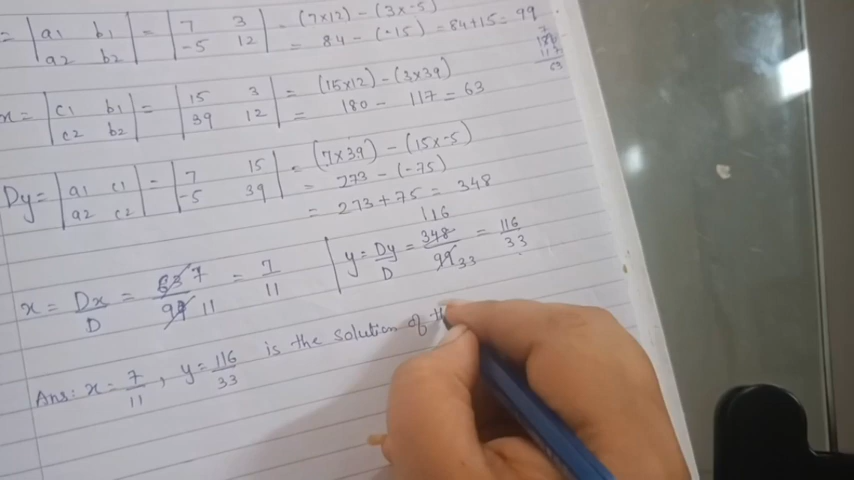 = | a1 b1 | = | 7 3 | = (7x12) - (3x-5)
| a2 b2 | | -5 12 | = 84 - (-15) = 84+15 = 99
x = | c1 b1 | = | 15 3 | = (15x12) - (3x39)
| c2 b2 | | 39 12 | = 180 - 117 = 63
117
63
Dy = | a1 c1 | = | 7 15 | = (7x39) - (15x-5)
| a2 c2 | | -5 39 | = 273 - (-75)
= 273 + 75 = 348
x = Dx/D = 63/99 7/11 = 7/11
y = Dy/D = 348/99 116/33 = 116/33
Ans: x = 7/11, y = 116/33 is the solution of